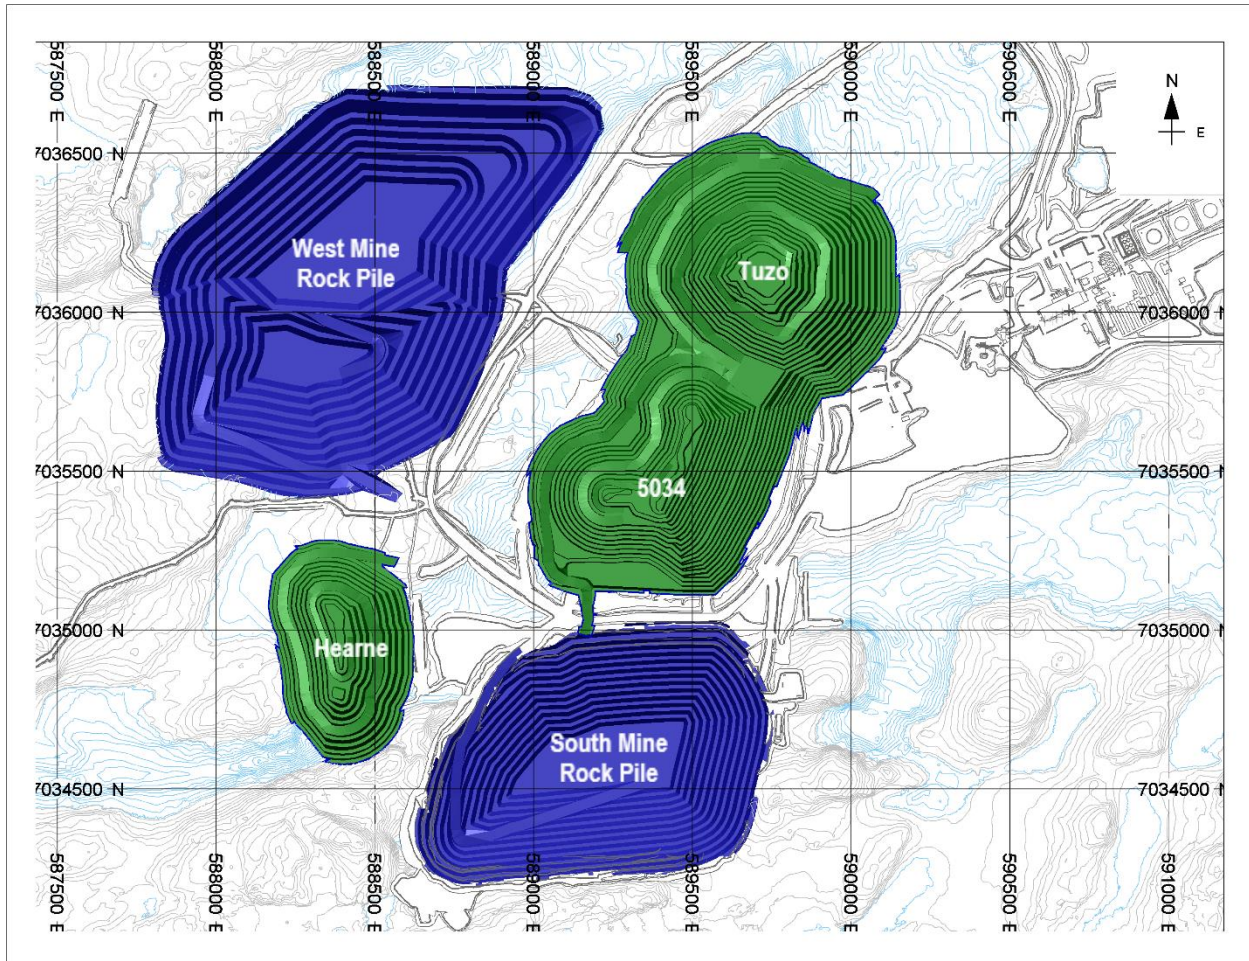 587500 E
588000 E
588500 E
589000 E
589500 E
590000 E
590500 E
N
E
7036500 N
7036500 N
West Mine
Rock Pile
Tuzo
7036000 N
7036000 N
7035500 N
7035500 N
5034
7035000 N
7035000 N
Hearne
South Mine
Rock Pile
7034500 N
7034500 N
587500 E
588000 E
588500 E
589000 E
589500 E
590000 E
590500 E
591000 E